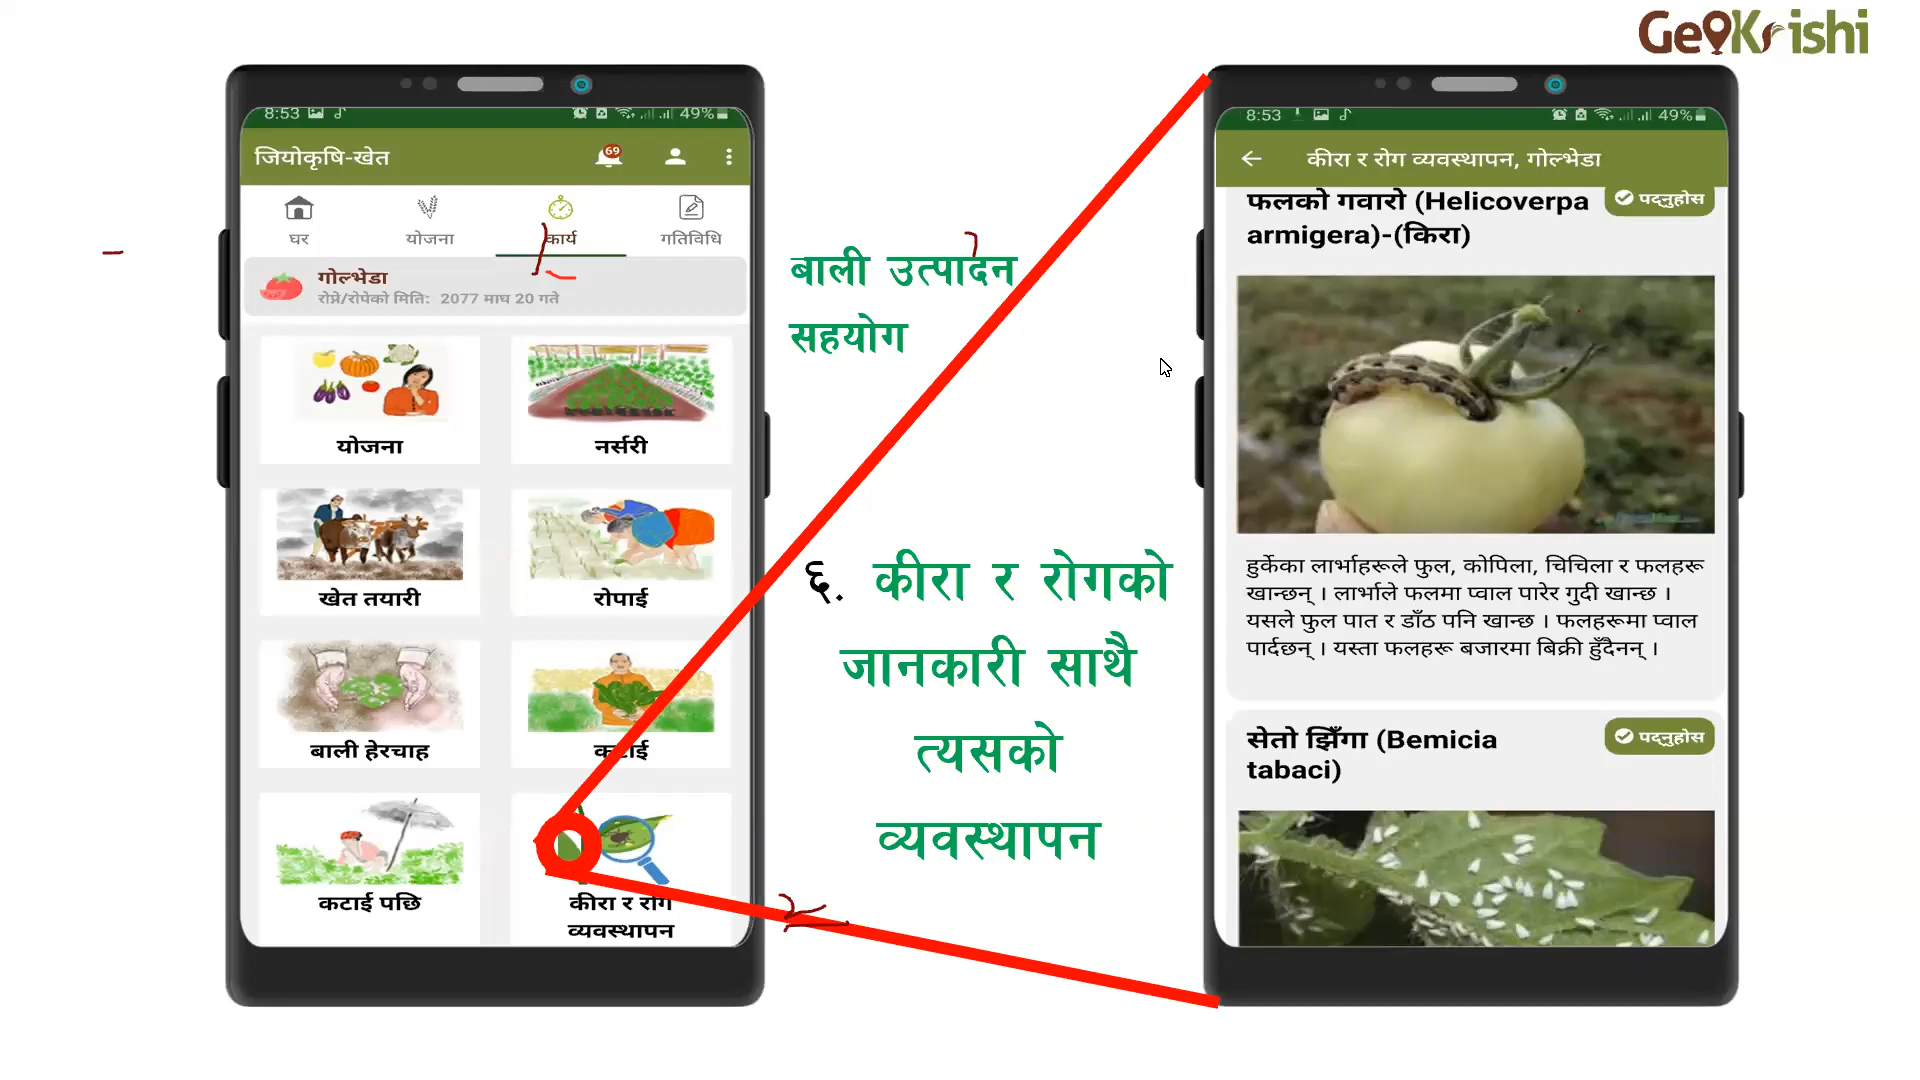 GeoKrishi
8:53
49%
जियोकृषि-खेत
69
घर
योजना
कार्य
गतिविधि
गोल्भेडा
रोप्ने/रोपेको मिति: 2077 माघ 20 गते
योजना
नर्सरी
खेत तयारी
रोपाई
बाली हेरचाह
कटाई
कटाई पछि
कीरा र रोग
व्यवस्थापन
बाली उत्पादन
सहयोग
६. कीरा र रोगको
जानकारी साथै
त्यसको
व्यवस्थापन
8:53
49%
कीरा र रोग व्यवस्थापन, गोल्भेडा
फलको गवारो (Helicoverpa
armigera)-(किरा)
पढ्नुहोस
हुर्केका लार्भाहरूले फुल, कोपिला, चिचिला र फलहरू
खान्छन् । लार्भाले फलमा प्वाल पारेर गुदी खान्छ ।
यसले फुल पात र डाँठ पनि खान्छ । फलहरूमा प्वाल
पार्दछन् । यस्ता फलहरू बजारमा बिक्री हुँदैनन् ।
सेतो झिँगा (Bemicia
tabaci)
पढ्नुहोस